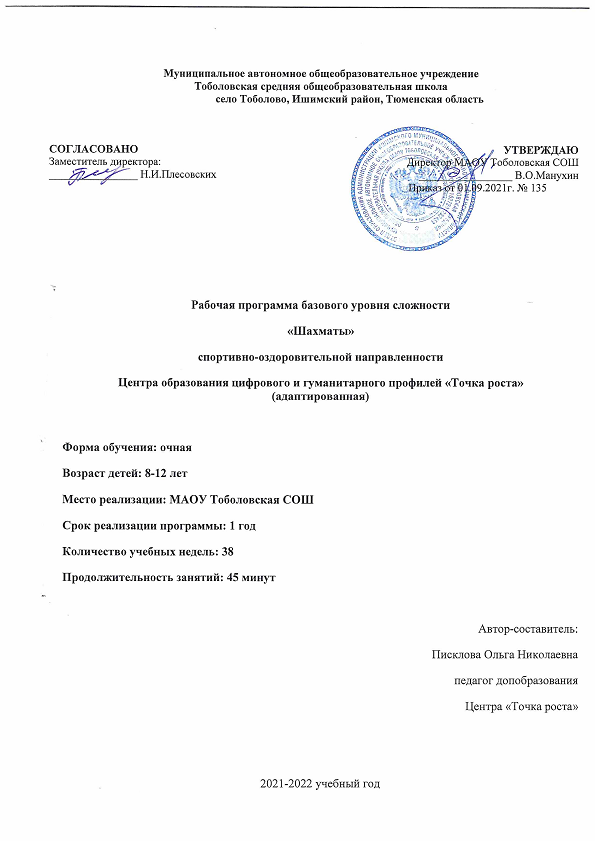 Муниципальное автономное общеобразовательное учреждение
Тоболовская средняя общеобразовательная школа
село Тоболово, Ишимский район, Тюменская область
СОГЛАСОВАНО
Заместитель директора:
Н.И.Плесовских
УТВЕРЖДАЮ
Директор МАОУ Тоболовская СОШ
В.О.Манухин
Приказ от 01.09.2021г. № 135
Рабочая программа базового уровня сложности
«Шахматы»
спортивно-оздоровительной направленности
Центра образования цифрового и гуманитарного профилей «Точка роста»
(адаптированная)
Форма обучения: очная
Возраст детей: 8-12 лет
Место реализации: МАОУ Тоболовская СОШ
Срок реализации программы: 1 год
Количество учебных недель: 38
Продолжительность занятий: 45 минут
Автор-составитель:
Писклова Ольга Николаевна
педагог допобразования
Центра «Точка роста»
2021-2022 учебный год